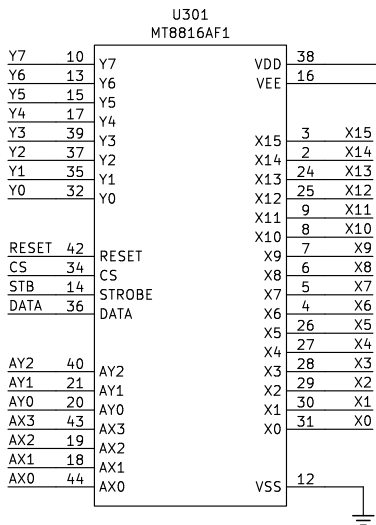 U301
MT8816AF1
Y7 10 Y7 VDD 38
Y6 13 Y6 VEE 16
Y5 15 Y5
Y4 17 Y4
Y3 39 Y3 X15 3 X15
Y2 37 Y2 X14 2 X14
Y1 35 Y1 X13 24 X13
Y0 32 Y0 X12 25 X12
X11 9 X11
X10 8 X10
RESET 42 RESET X9 7 X9
CS 34 CS X8 6 X8
STB 14 STROBE X7 5 X7
DATA 36 DATA X6 4 X6
X5 26 X5
X4 27 X4
AY2 40 AY2 X3 28 X3
AY1 21 AY1 X2 29 X2
AY0 20 AY0 X1 30 X1
AX3 43 AX3 X0 31 X0
AX2 19 AX2
AX1 18 AX1
AX0 44 AX0 VSS 12